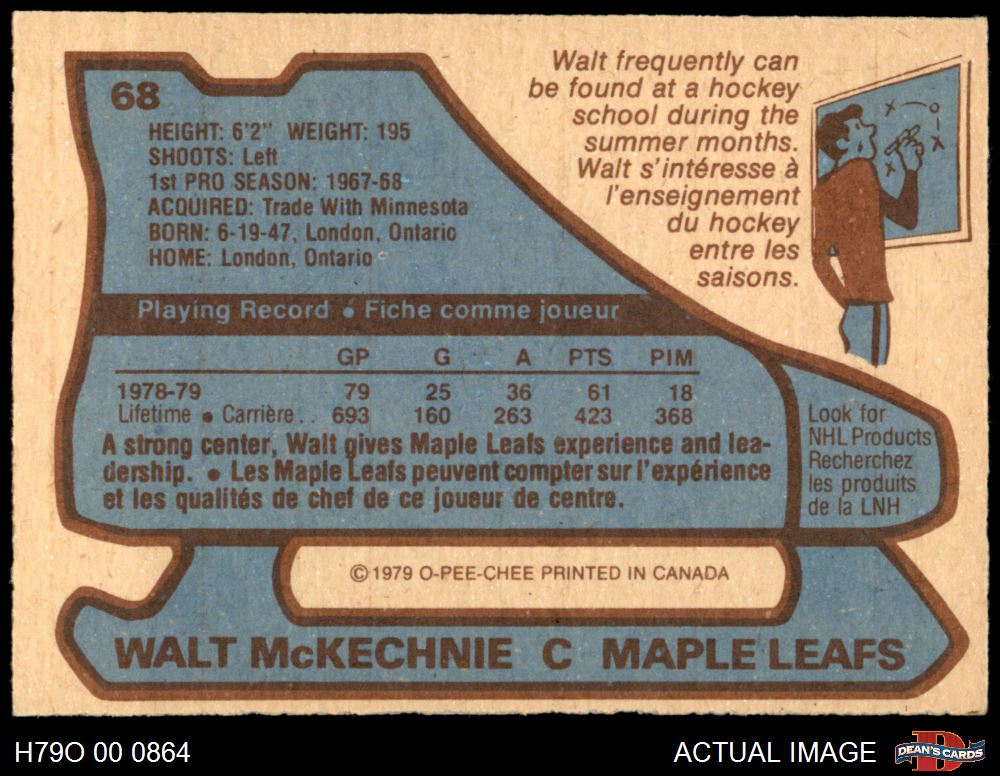 68
HEIGHT: 6'2" WEIGHT: 195
SHOOTS: Left
1st PRO SEASON: 1967-68
ACQUIRED: Trade With Minnesota
BORN: 6-19-47, London, Ontario
HOME: London, Ontario
Walt frequently can
be found at a hockey
school during the
summer months.
Walt s'intéresse à
l'enseignement
du hockey
entre les
saisons.
X O
X X
Playing Record • Fiche comme joueur
GP G A PTS PIM
1978-79 79 25 36 61 18
Lifetime • Carrière.. 693 160 263 423 368
A strong center, Walt gives Maple Leafs experience and lea-
dership. • Les Maple Leafs peuvent compter sur l'expérience
et les qualités de chef de ce joueur de centre.
Look for
NHL Products
Recherchez
les produits
de la LNH
©1979 O-PEE-CHEE PRINTED IN CANADA
WALT McKECHNIE C MAPLE LEAFS
H79O 00 0864
ACTUAL IMAGE
D
DEAN'S CARDS